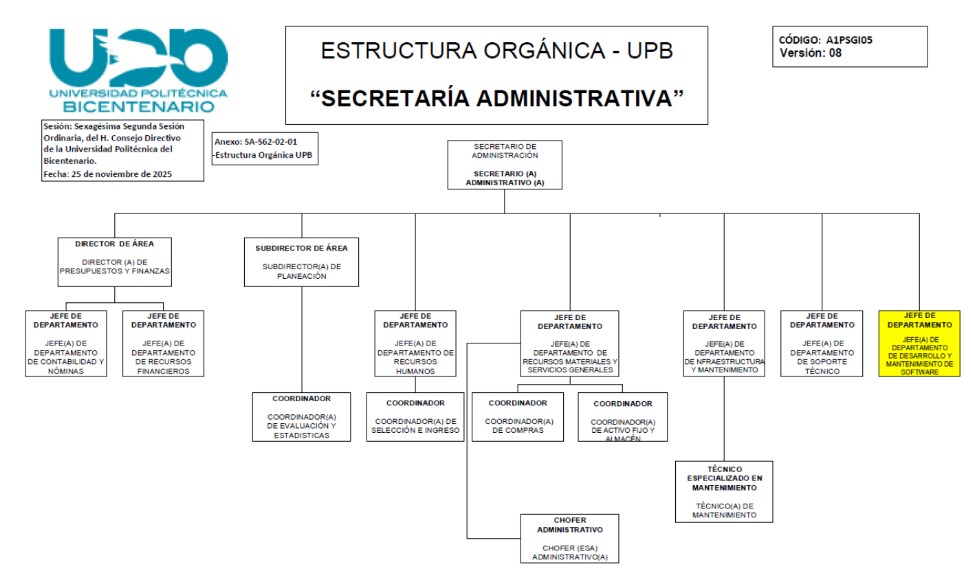 UPB
UNIVERSIDAD POLITÉCNICA
BICENTENARIO
ESTRUCTURA ORGÁNICA - UPB
“SECRETARÍA ADMINISTRATIVA”
CÓDIGO: A1PSGI05
Versión: 08
Sesión: Sexagésima Segunda Sesión
Ordinaria, del H. Consejo Directivo
de la Universidad Politécnica del
Bicentenario.
Fecha: 25 de noviembre de 2025
Anexo: SA-S62-02-01
-Estructura Orgánica UPB
SECRETARIO DE
ADMINISTRACIÓN
SECRETARIO (A)
ADMINISTRATIVO (A)
DIRECTOR DE ÁREA
DIRECTOR (A) DE
PRESUPUESTOS Y FINANZAS
SUBDIRECTOR DE ÁREA
SUBDIRECTOR(A) DE
PLANEACIÓN
JEFE DE
DEPARTAMENTO
JEFE(A) DE
DEPARTAMENTO
DE CONTABILIDAD Y
NÓMINAS
JEFE DE
DEPARTAMENTO
JEFE(A) DE
DEPARTAMENTO
DE RECURSOS
FINANCIEROS
JEFE DE
DEPARTAMENTO
JEFE(A) DE
DEPARTAMENTO DE
RECURSOS
HUMANOS
JEFE DE
DEPARTAMENTO
JEFE(A) DE
DEPARTAMENTO DE
RECURSOS MATERIALES Y
SERVICIOS GENERALES
JEFE DE
DEPARTAMENTO
JEFE(A) DE
DEPARTAMENTO
DE NFRAESTRUCTURA
Y MANTENIMIENTO
JEFE DE
DEPARTAMENTO
JEFE(A) DE
DEPARTAMENTO
DE SOPORTE
TÉCNICO
JEFE DE
DEPARTAMENTO
JEFE(A) DE
DEPARTAMENTO
DE DESARROLLO Y
MANTENIMIENTO DE
SOFTWARE
COORDINADOR
COORDINADOR(A)
DE EVALUACIÓN Y
ESTADISTICAS
COORDINADOR
COORDINADOR(A) DE
SELECCIÓN E INGRESO
COORDINADOR
COORDINADOR(A)
DE COMPRAS
COORDINADOR
COORDINADOR(A)
DE ACTIVO FIJO Y
ALMACÉN
TÉCNICO
ESPECIALIZADO EN
MANTENIMIENTO
TÉCNICO(A) DE
MANTENIMIENTO
CHOFER
ADMINISTRATIVO
CHOFER (ESA)
ADMINISTRATIVO(A)